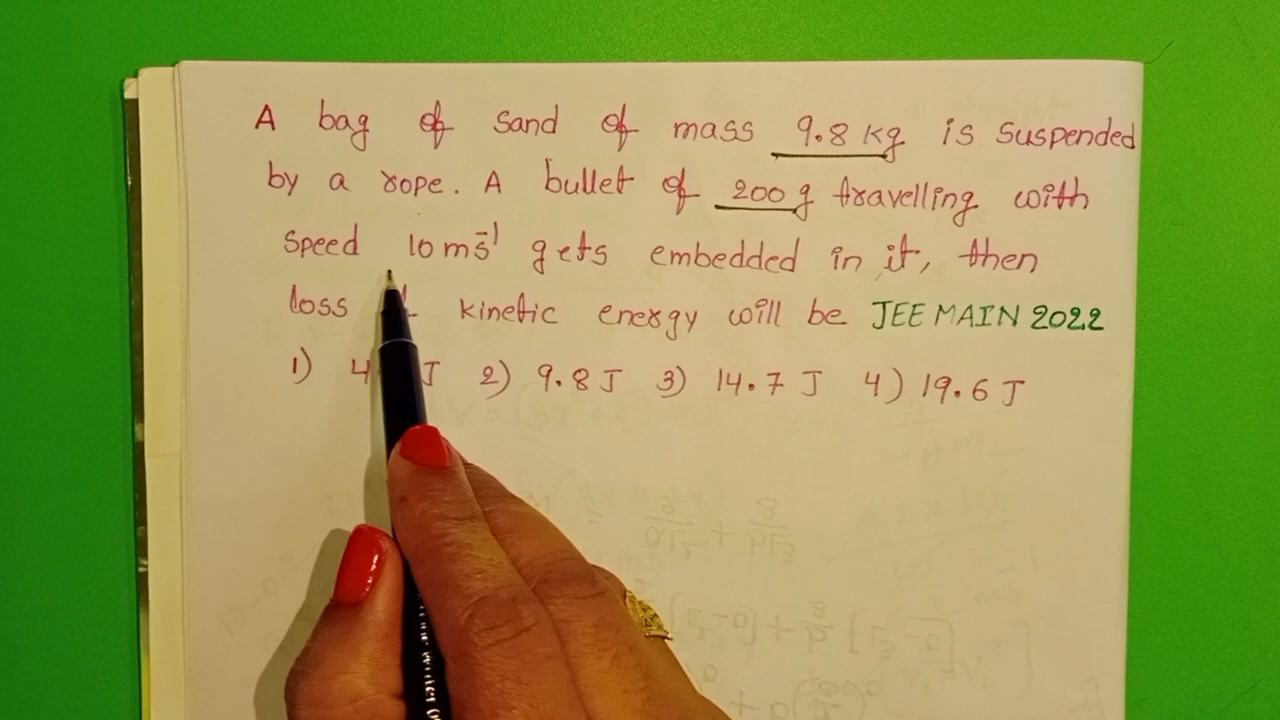 A bag of sand of mass 9.8 kg is suspended
by a rope. A bullet of 200 g travelling with
speed 10 ms⁻¹ gets embedded in it, then
loss kinetic energy will be JEE MAIN 2022
1) 4 J 2) 9.8 J 3) 14.7 J 4) 19.6 J